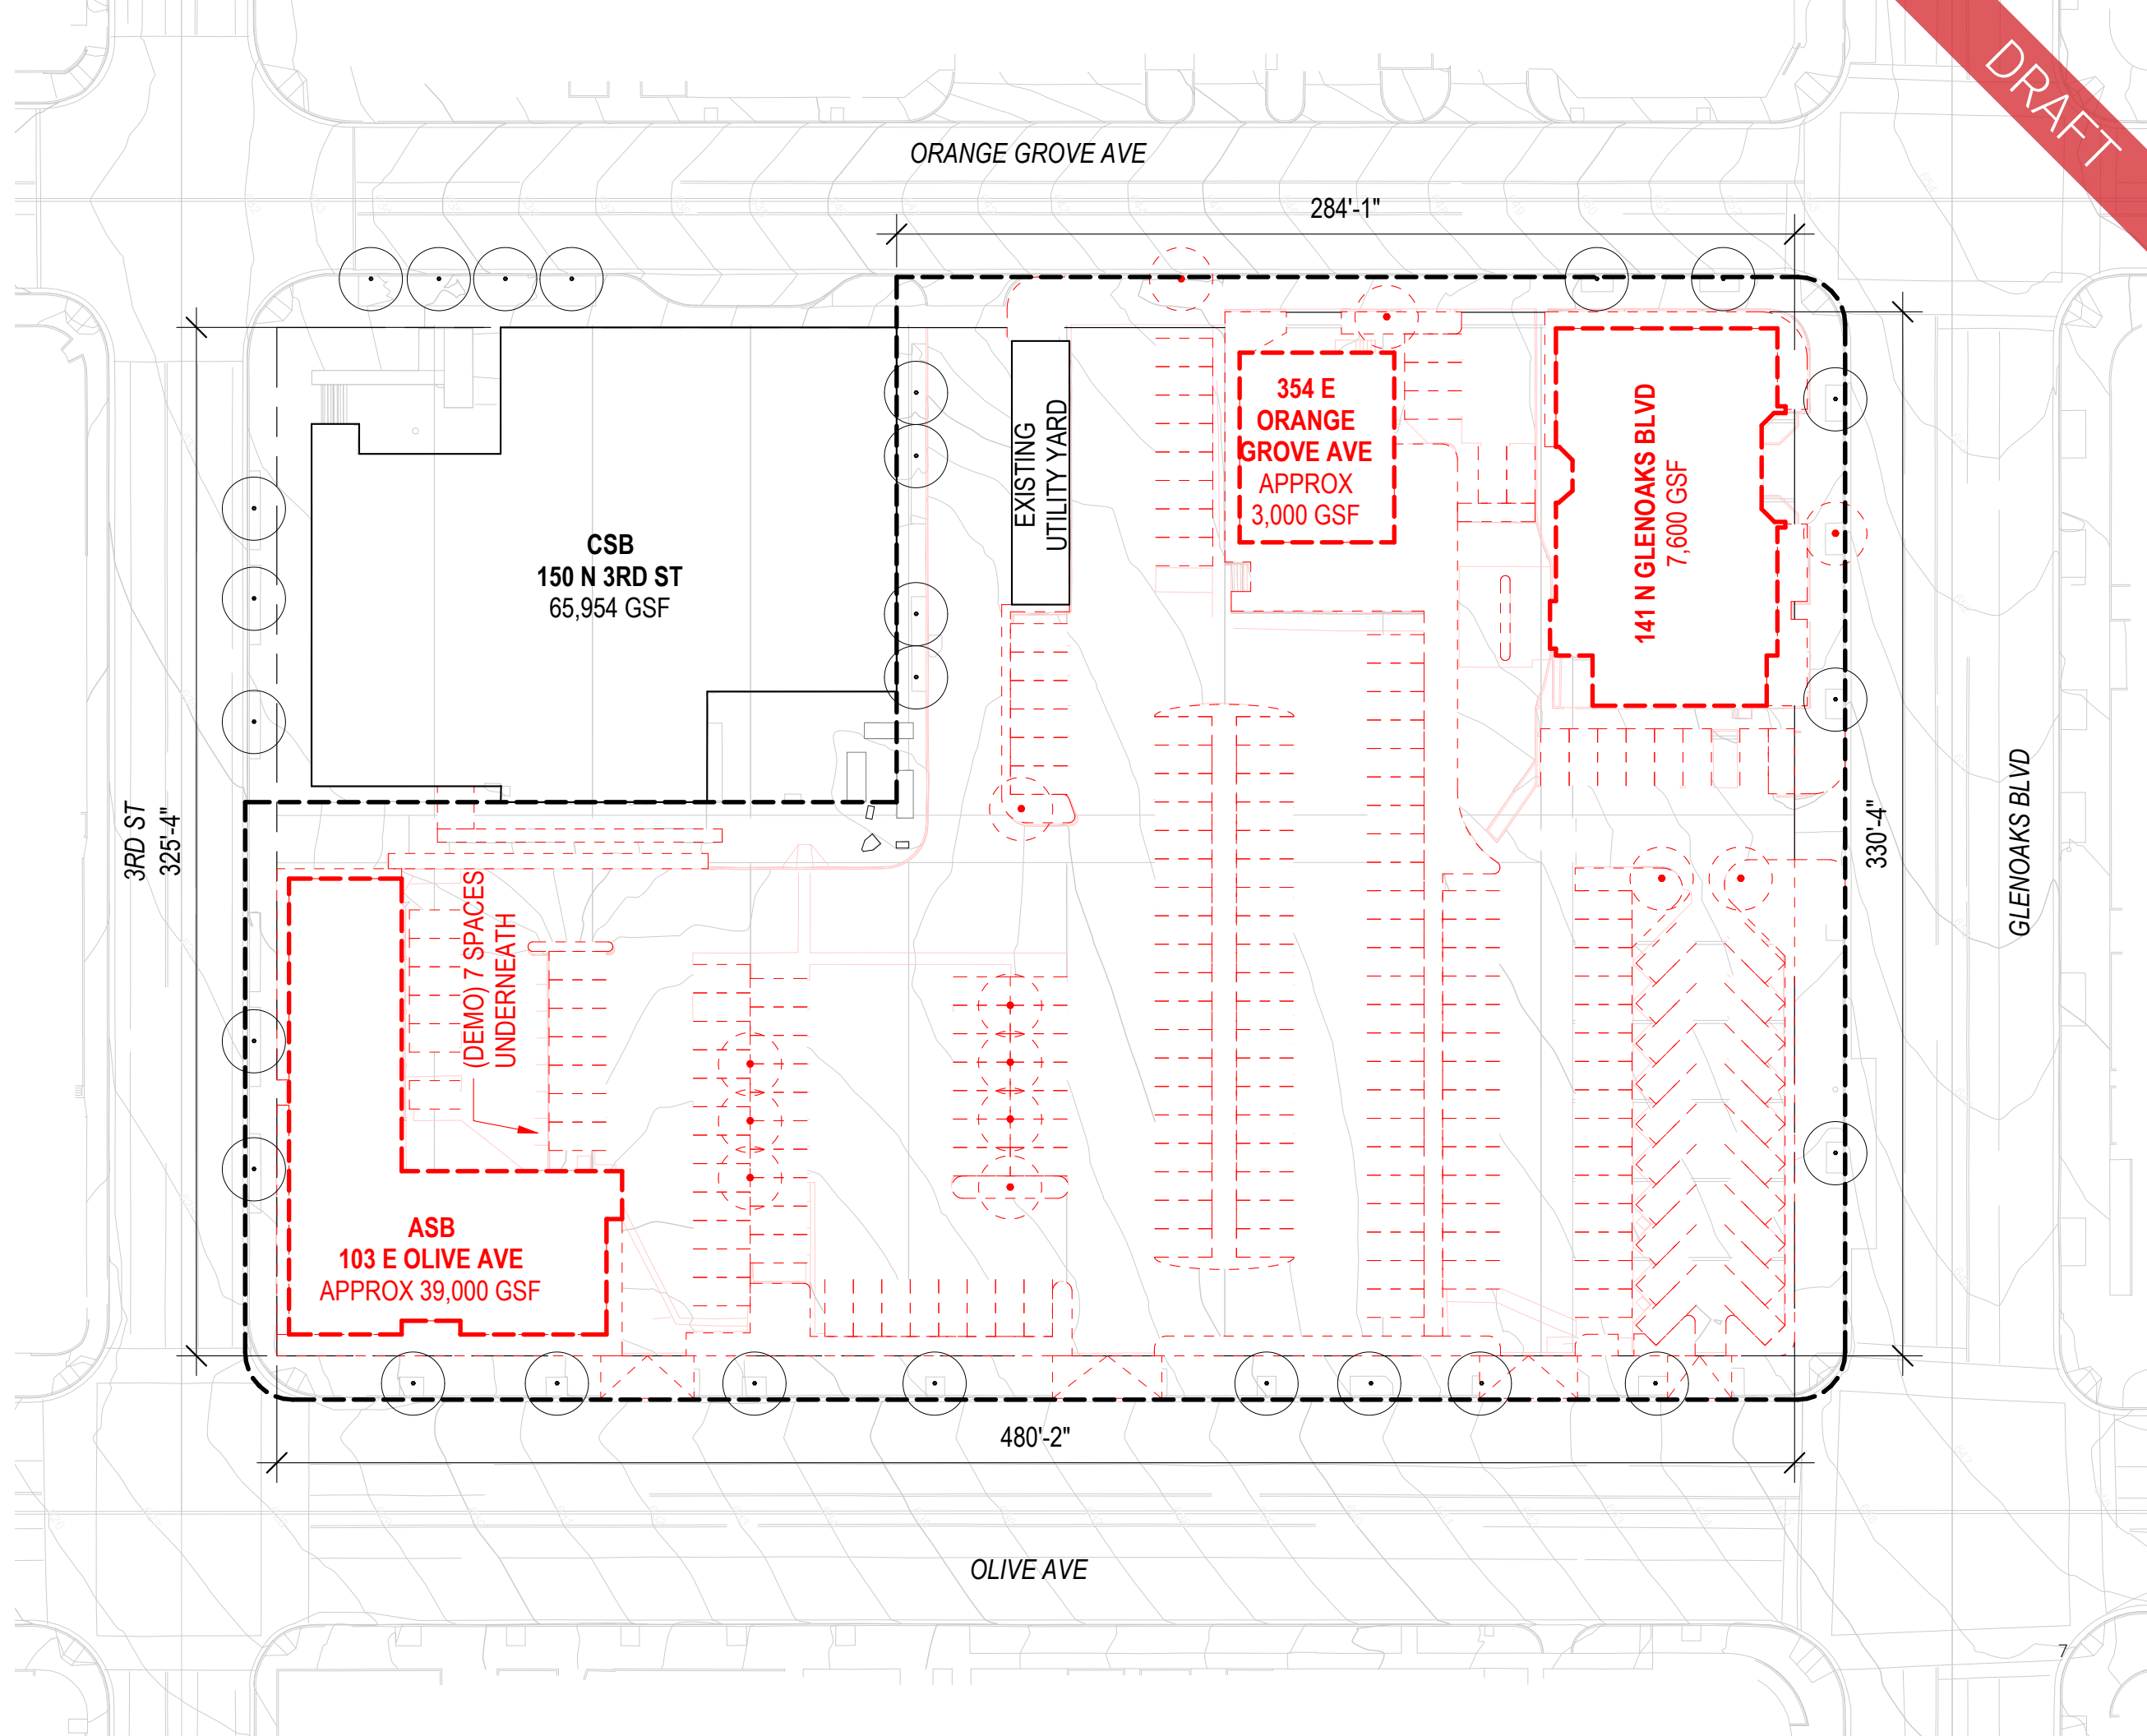 DRAFT
ORANGE GROVE AVE
284'-1"
354 E
ORANGE
GROVE AVE
APPROX
3,000 GSF
141 N GLENOAKS BLVD
7,600 GSF
EXISTING
UTILITY YARD
CSB
150 N 3RD ST
65,954 GSF
3RD ST
325'-4"
330'-4"
GLENOAKS BLVD
(DEMO) 7 SPACES
UNDERNEATH
ASB
103 E OLIVE AVE
APPROX 39,000 GSF
480'-2"
OLIVE AVE
7